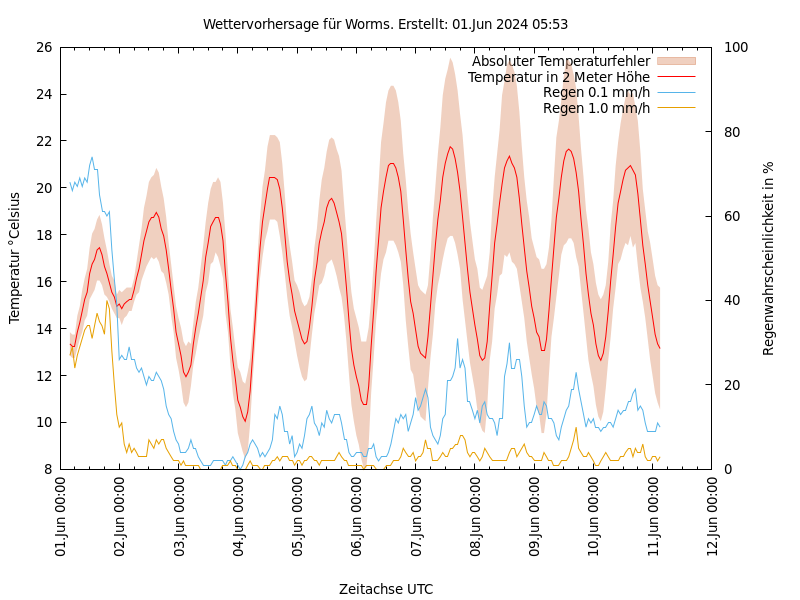 Wettervorhersage für Worms. Erstellt: 01.Jun 2024 05:53
Temperatur °Celsius
26
24
22
20
18
16
14
12
10
8
100
80
60
40
20
0
Regenwahrscheinlichkeit in %
Absoluter Temperaturfehler
Temperatur in 2 Meter Höhe
Regen 0.1 mm/h
Regen 1.0 mm/h
01.Jun 00:00
02.Jun 00:00
03.Jun 00:00
04.Jun 00:00
05.Jun 00:00
06.Jun 00:00
07.Jun 00:00
08.Jun 00:00
09.Jun 00:00
10.Jun 00:00
11.Jun 00:00
12.Jun 00:00
Zeitachse UTC